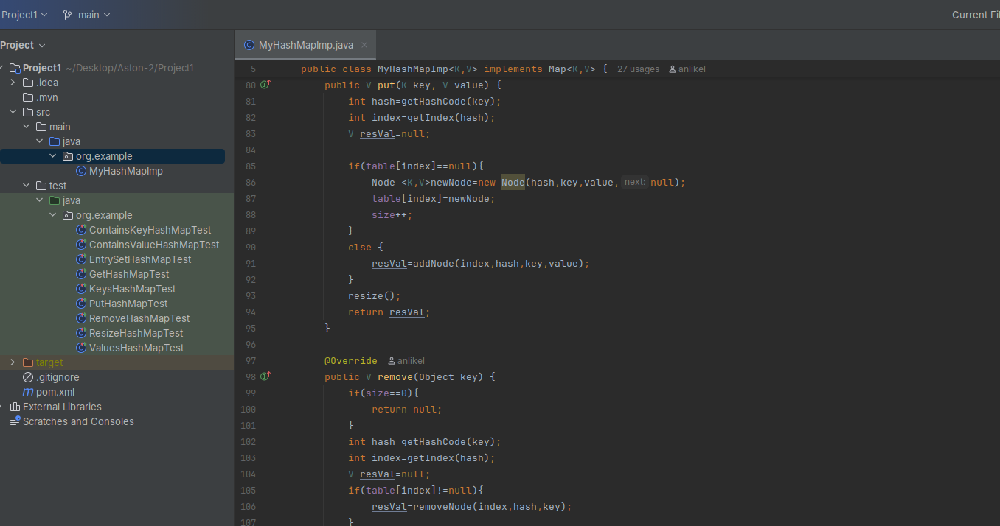 Project1 main Current Fi
Project
MyHashMapImp.java
Project1 ~/Desktop/Aston-2/Project1
.idea
.mvn
src
main
java
org.example
MyHashMapImp
test
java
org.example
ContainsKeyHashMapTest
ContainsValueHashMapTest
EntrySetHashMapTest
GetHashMapTest
KeysHashMapTest
PutHashMapTest
RemoveHashMapTest
ResizeHashMapTest
ValuesHashMapTest
target
.gitignore
pom.xml
External Libraries
Scratches and Consoles
5 public class MyHashMapImp<K,V> implements Map<K,V> { 27 usages anlikel
80 public V put(K key, V value) {
81 int hash=getHashCode(key);
82 int index=getIndex(hash);
83 V resVal=null;
84
85 if(table[index]==null){
86 Node <K,V>newNode=new Node(hash,key,value, next: null);
87 table[index]=newNode;
88 size++;
89 }
90 else {
91 resVal=addNode(index,hash,key,value);
92 }
93 resize();
94 return resVal;
95 }
96
97 @Override anlikel
98 public V remove(Object key) {
99 if(size==0){
100 return null;
101 }
102 int hash=getHashCode(key);
103 int index=getIndex(hash);
104 V resVal=null;
105 if(table[index]!=null){
106 resVal=removeNode(index,hash,key);
107 }